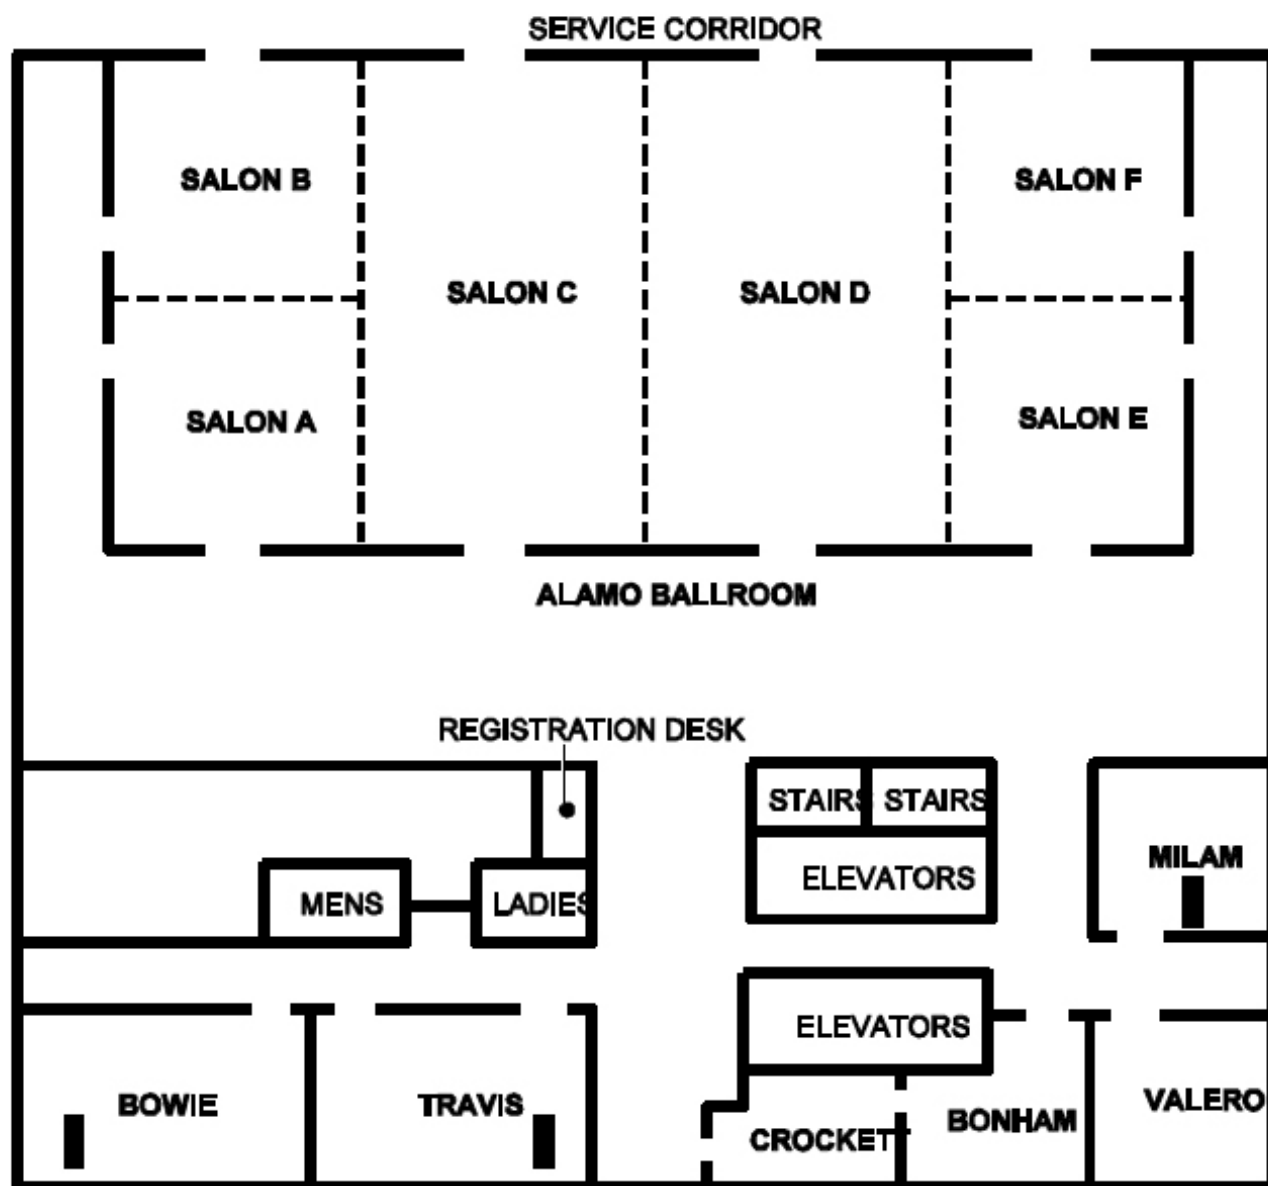 SERVICE CORRIDOR
SALON B
SALON F
SALON C
SALON D
SALON A
SALON E
ALAMO BALLROOM
REGISTRATION DESK
STAIRS
STAIRS
MILAM
ELEVATORS
MENS
LADIES
ELEVATORS
BOWIE
TRAVIS
VALERO
BONHAM
CROCKETT